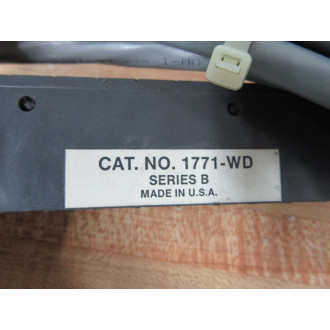 CAT. NO. 1771-WD
SERIES B
MADE IN U.S.A.